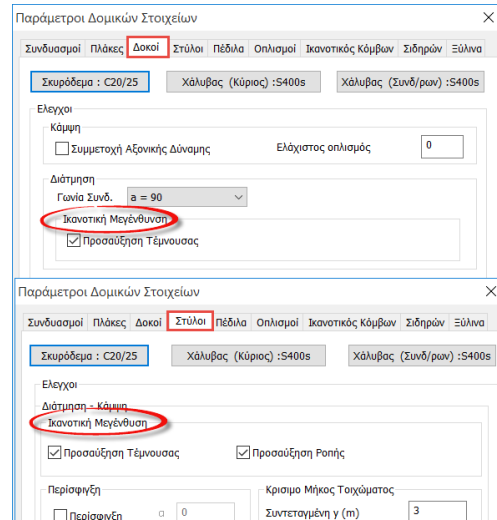 Παράμετροι Δομικών Στοιχείων
Συνδυασμοί Πλάκες Δοκοί Στύλοι Πέδιλα Οπλισμοί Ικανοτικός Κόμβων Σιδηρών Ξύλινα
Σκυρόδεμα : C20/25 Χάλυβας (Κύριος) :S400s Χάλυβας (Συνδ/ρων) :S400s
Ελεγχοι
Κάμψη
Συμμετοχή Αξονικής Δύναμης Ελάχιστος οπλισμός 0
Διάτμηση
Γωνία Συνδ. a = 90
Ικανοτική Μεγένθυνση
Προσαύξηση Τέμνουσας
Παράμετροι Δομικών Στοιχείων
Συνδυασμοί Πλάκες Δοκοί Στύλοι Πέδιλα Οπλισμοί Ικανοτικός Κόμβων Σιδηρών Ξύλινα
Σκυρόδεμα : C20/25 Χάλυβας (Κύριος) :S400s Χάλυβας (Συνδ/ρων) :S400s
Ελεγχοι
Διάτμηση - Κάμψη
Ικανοτική Μεγένθυση
Προσαύξηση Τέμνουσας Προσαύξηση Ροπής
Περίσφιγξη Κρισιμο Μήκος Τοιχώματος
Περίσφιγξη α 0 Συντεταγμένη y (m) 3